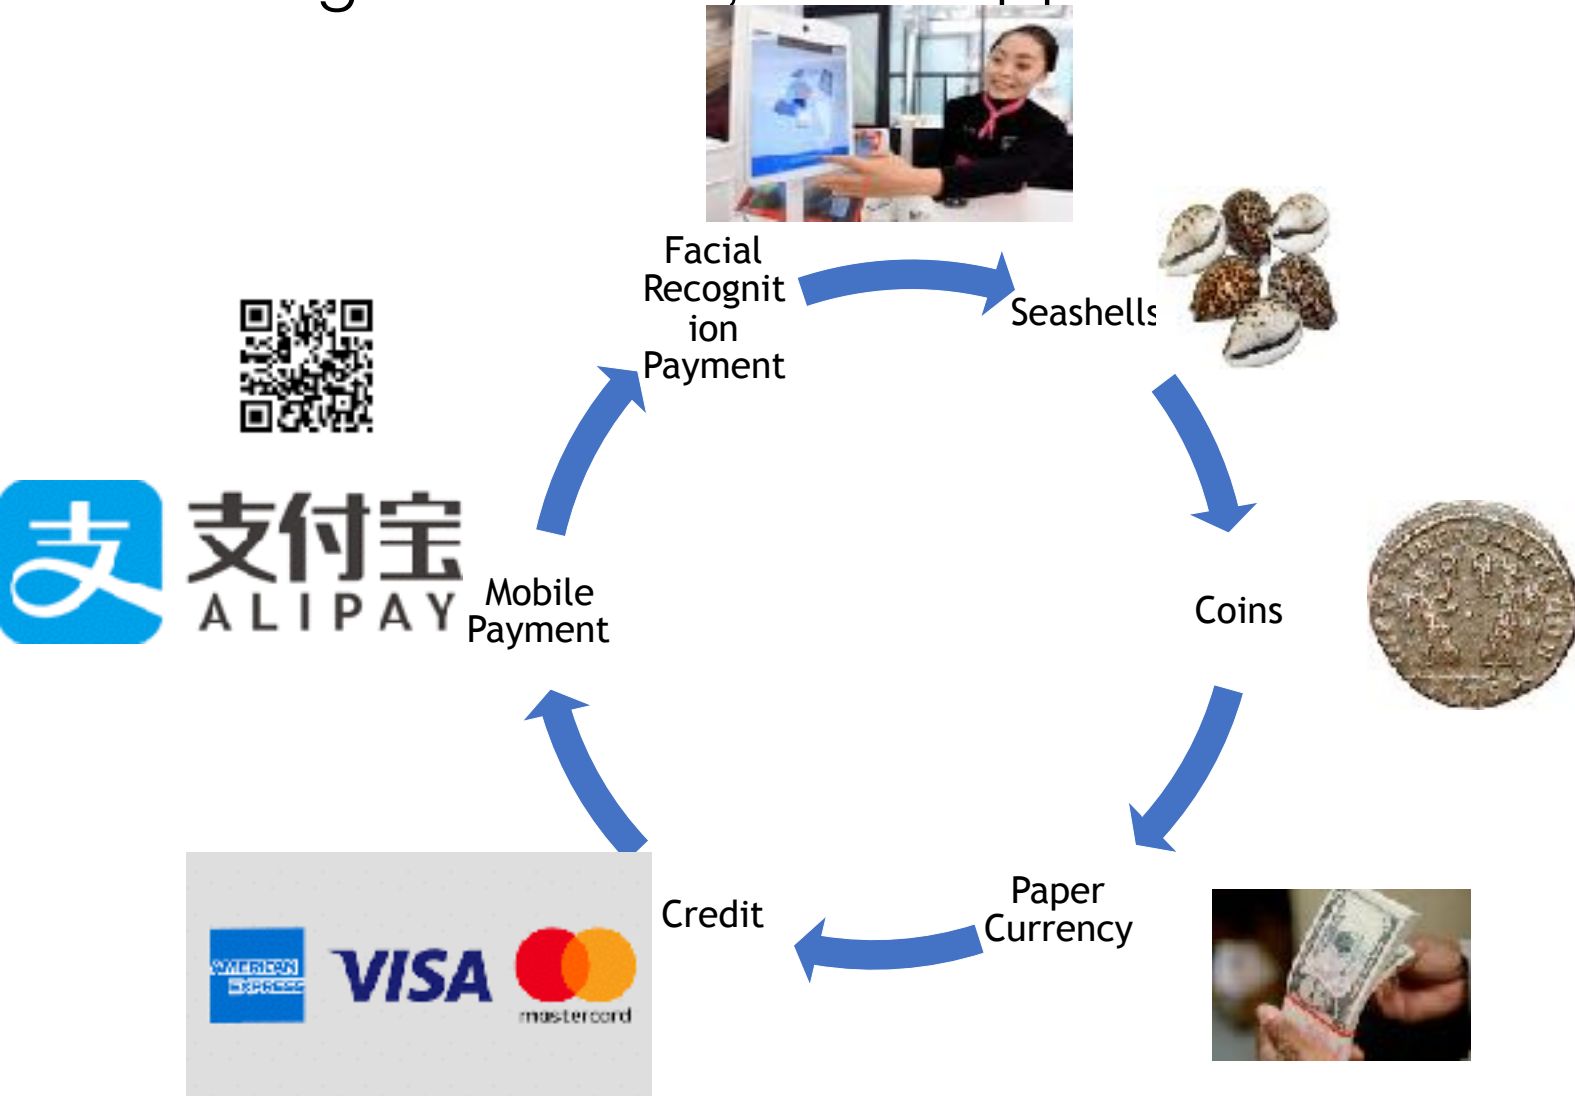 Facial
Recognit
ion
Payment
Seashells
支
支付宝
ALIPAY
Mobile
Payment
Coins
AMERICAN
EXPRESS
VISA
mastercard
Credit
Paper
Currency